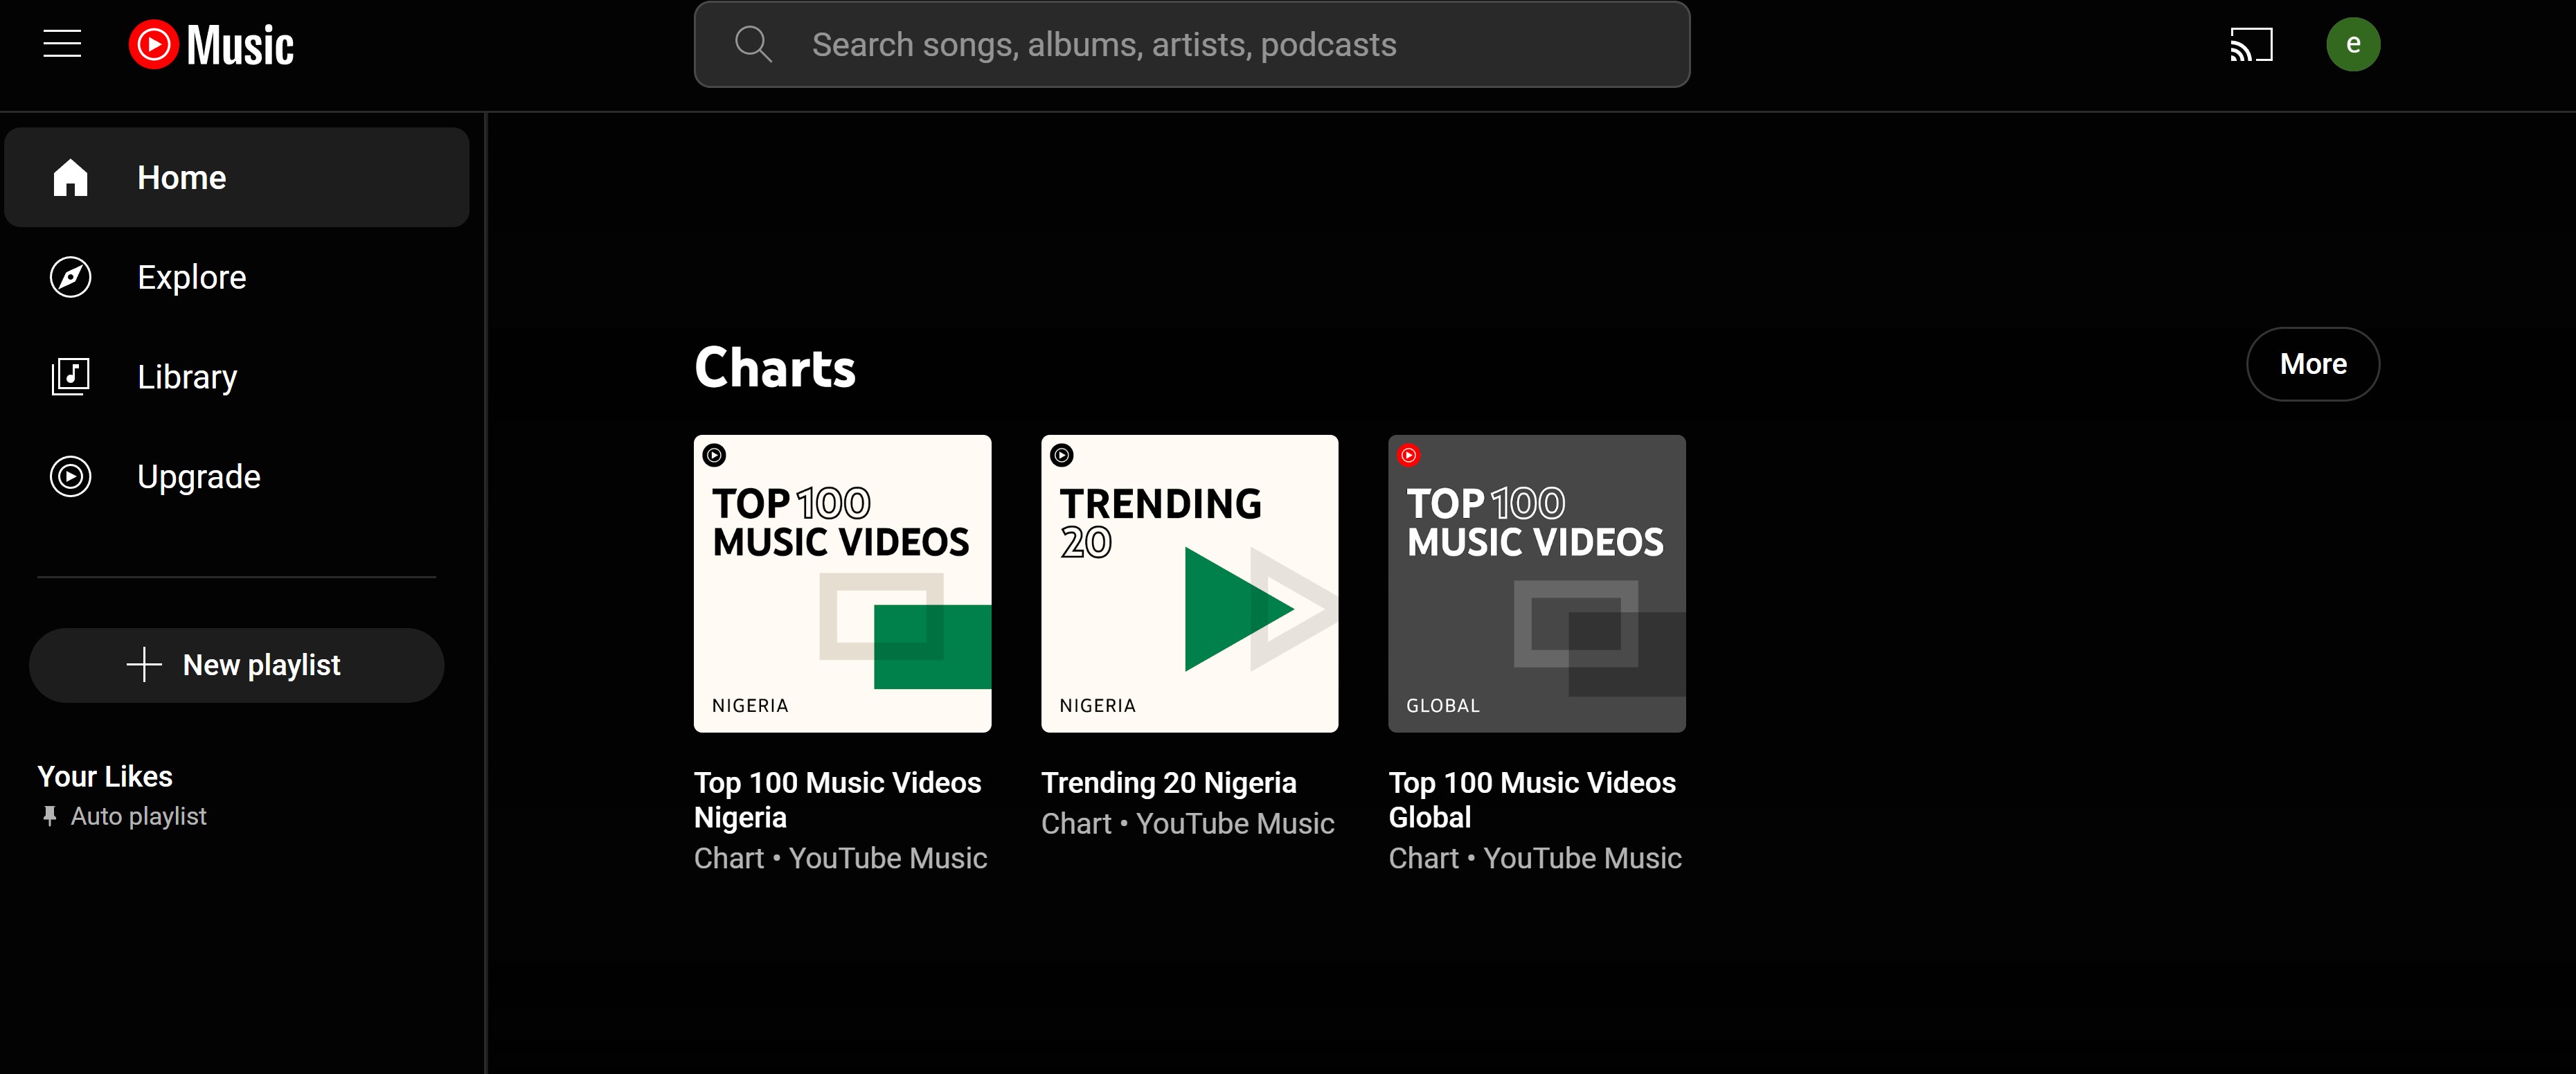 Music
Search songs, albums, artists, podcasts
e
Home
Explore
Library
Upgrade
New playlist
Your Likes
Auto playlist
Charts
More
TOP 100
MUSIC VIDEOS
NIGERIA
Top 100 Music Videos
Nigeria
Chart • YouTube Music
TRENDING
20
NIGERIA
Trending 20 Nigeria
Chart • YouTube Music
TOP 100
MUSIC VIDEOS
GLOBAL
Top 100 Music Videos
Global
Chart • YouTube Music